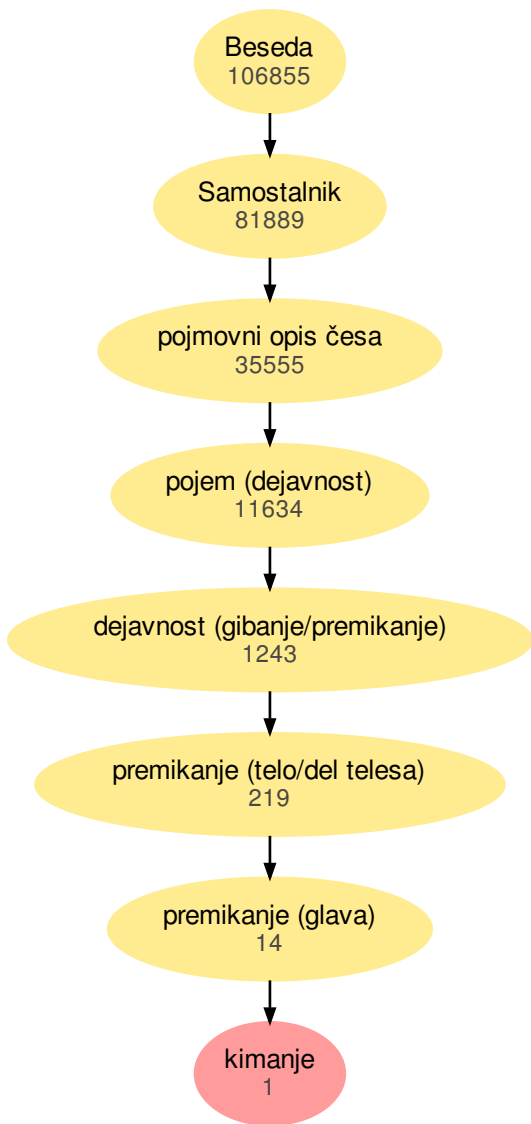 Beseda
106855
Samostalnik
81889
pojmovni opis česa
35555
pojem (dejavnost)
11634
dejavnost (gibanje/premikanje)
1243
premikanje (telo/del telesa)
219
premikanje (glava)
14
kimanje
1